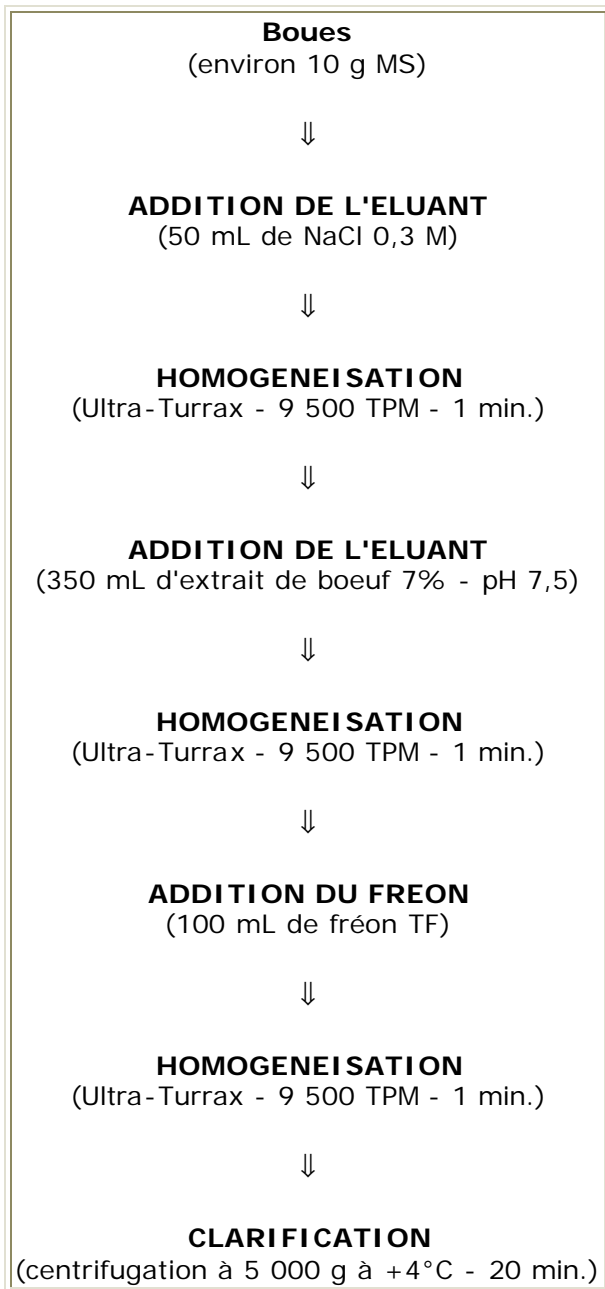 Boues
(environ 10 g MS)
⇓
ADDITION DE L'ELUANT
(50 mL de NaCl 0,3 M)
⇓
HOMOGENEISATION
(Ultra-Turrax - 9 500 TPM - 1 min.)
⇓
ADDITION DE L'ELUANT
(350 mL d'extrait de boeuf 7% - pH 7,5)
⇓
HOMOGENEISATION
(Ultra-Turrax - 9 500 TPM - 1 min.)
⇓
ADDITION DU FREON
(100 mL de fréon TF)
⇓
HOMOGENEISATION
(Ultra-Turrax - 9 500 TPM - 1 min.)
⇓
CLARIFICATION
(centrifugation à 5 000 g à +4°C - 20 min.)